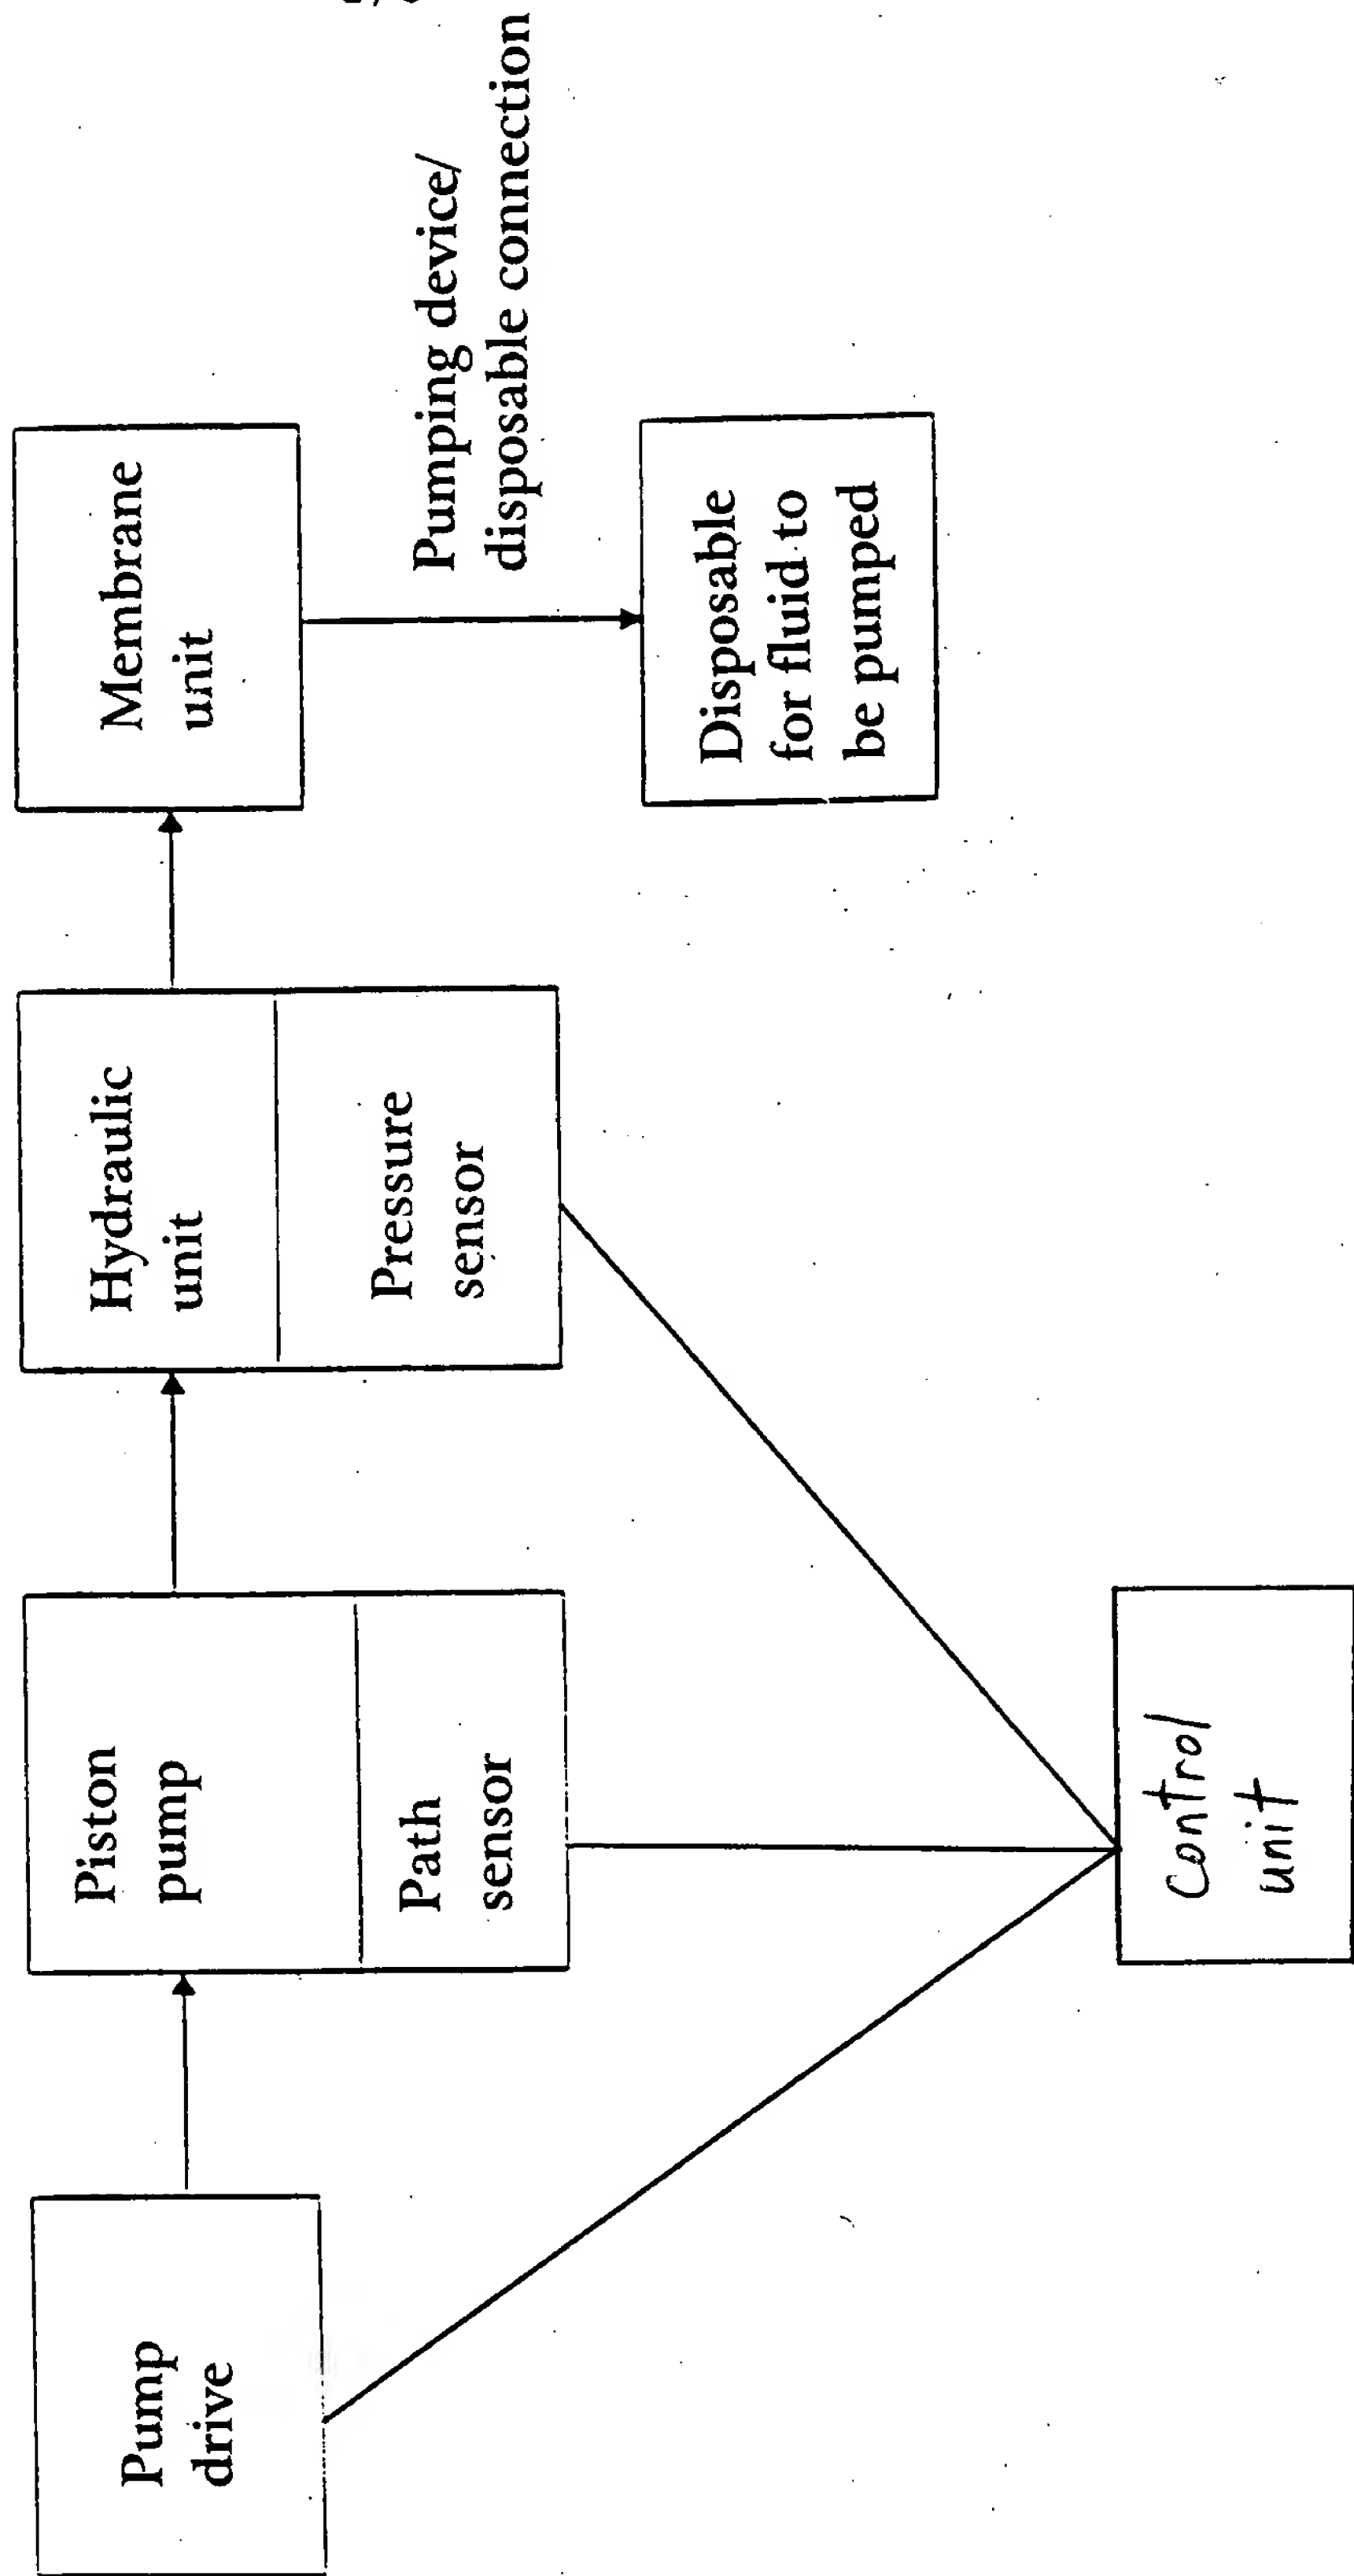 Pump
drive
Piston
pump
Path
sensor
Hydraulic
unit
Pressure
sensor
Membrane
unit
Pumping device/
disposable connection
Disposable
for fluid to
be pumped
Control
unit